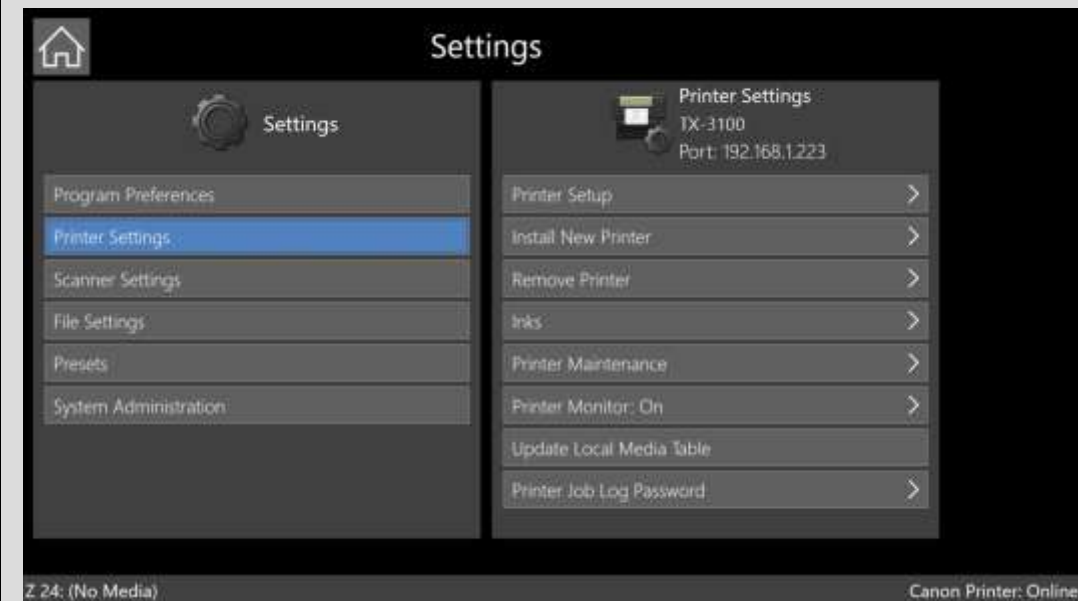 Settings
Settings
Program Preferences
Printer Settings
Scanner Settings
File Settings
Presets
System Administration
Printer Settings
TX-3100
Port: 192.168.1.223
Printer Setup
Install New Printer
Remove Printer
Inks
Printer Maintenance
Printer Monitor: On
Update Local Media Table
Printer Job Log Password
Z 24: (No Media)
Canon Printer: Online